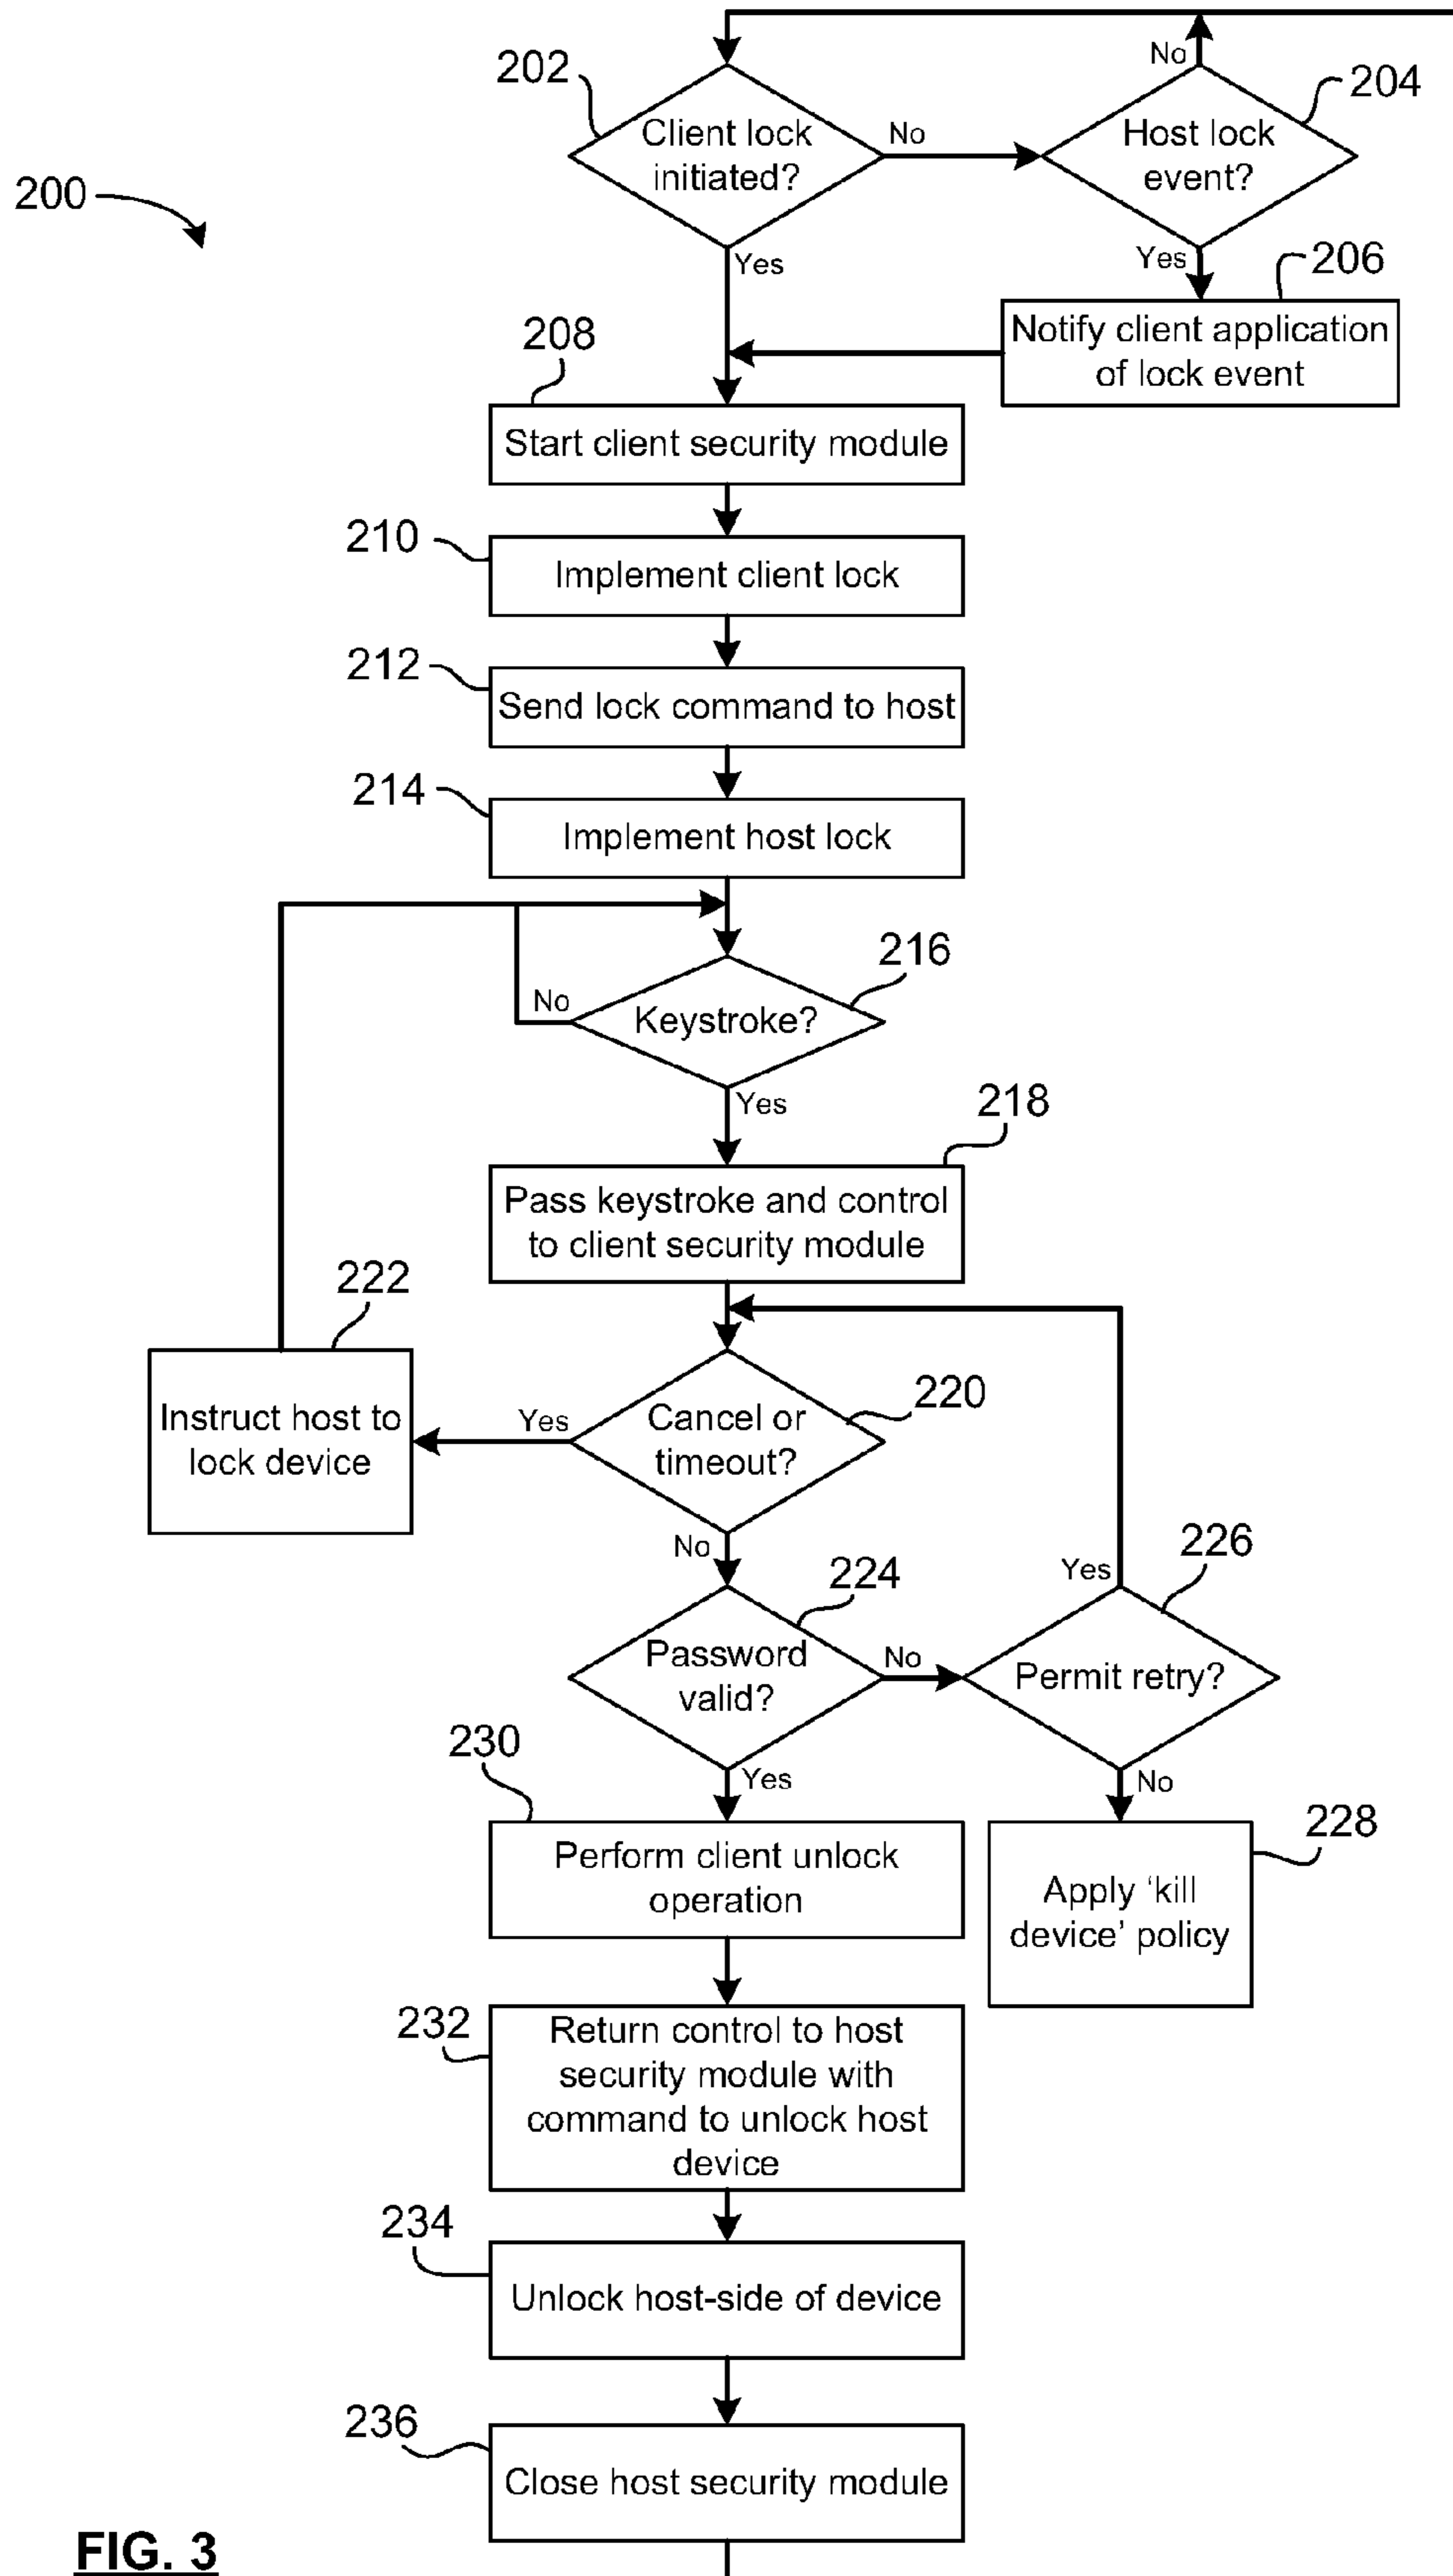 202
Client lock
initiated?
No
No
Host lock
event?
204
200
Yes
Yes
206
Notify client application
of lock event
208
Start client security module
210
Implement client lock
212
Send lock command to host
214
Implement host lock
216
No
Keystroke?
Yes
218
Pass keystroke and control
to client security module
222
Instruct host to
lock device
Yes
Cancel or
timeout?
220
No
224
Password
valid?
No
Yes
226
Permit retry?
230
Yes
No
228
Perform client unlock
operation
Apply ‘kill
device’ policy
232
Return control to host
security module with
command to unlock host
device
234
Unlock host-side of device
236
Close host security module
FIG. 3